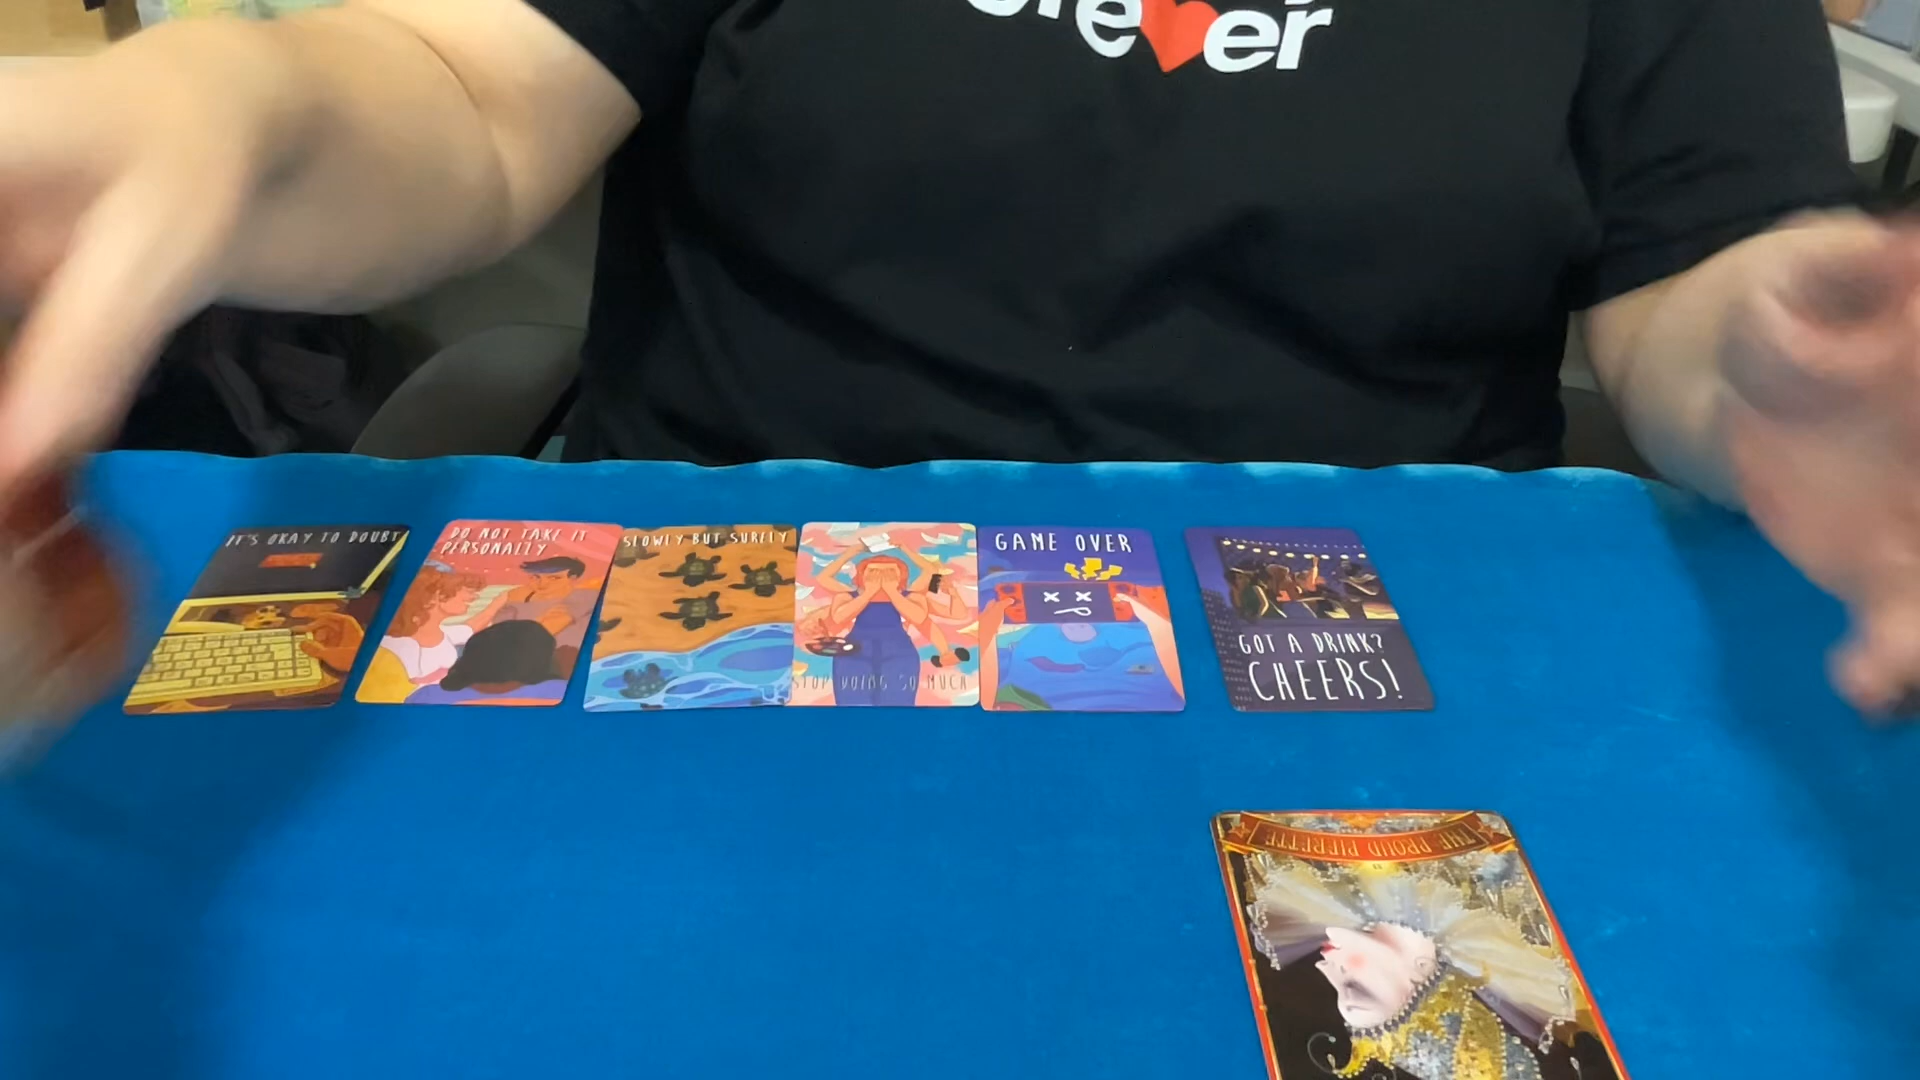 orever
IT'S OKAY TO DOUBT
DO NOT TAKE IT
PERSONALLY
SLOWLY BUT SURELY
STOP DOING SO MUCH
GAME OVER
GOT A DRINK?
CHEERS!
THE PROUD PIERETTE